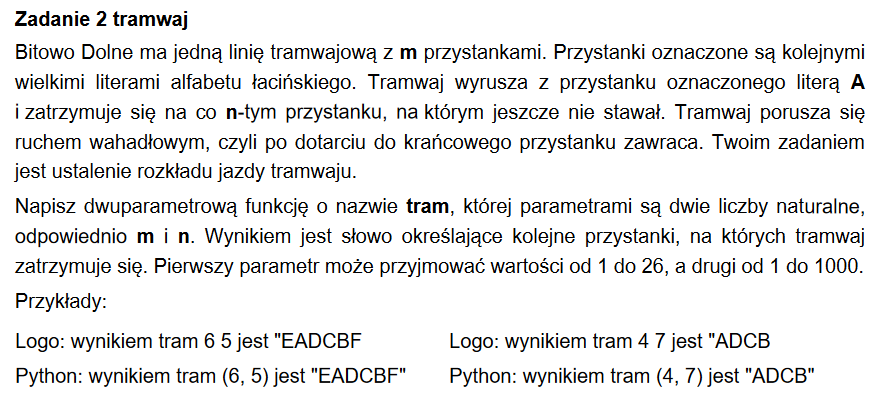 Zadanie 2 tramwaj
Bitowo Dolne ma jedną linię tramwajową z m przystankami. Przystanki oznaczone są kolejnymi
wielkimi literami alfabetu łacińskiego. Tramwaj wyrusza z przystanku oznaczonego literą A
i zatrzymuje się na co n-tym przystanku, na którym jeszcze nie stawał. Tramwaj porusza się
ruchem wahadłowym, czyli po dotarciu do krańcowego przystanku zawraca. Twoim zadaniem
jest ustalenie rozkładu jazdy tramwaju.
Napisz dwuparametrową funkcję o nazwie tram, której parametrami są dwie liczby naturalne,
odpowiednio m i n. Wynikiem jest słowo określające kolejne przystanki, na których tramwaj
zatrzymuje się. Pierwszy parametr może przyjmować wartości od 1 do 26, a drugi od 1 do 1000.
Przykłady:
Logo: wynikiem tram 6 5 jest "EADCBF
Logo: wynikiem tram 4 7 jest "ADCB
Python: wynikiem tram (6, 5) jest "EADCBF"
Python: wynikiem tram (4, 7) jest "ADCB"